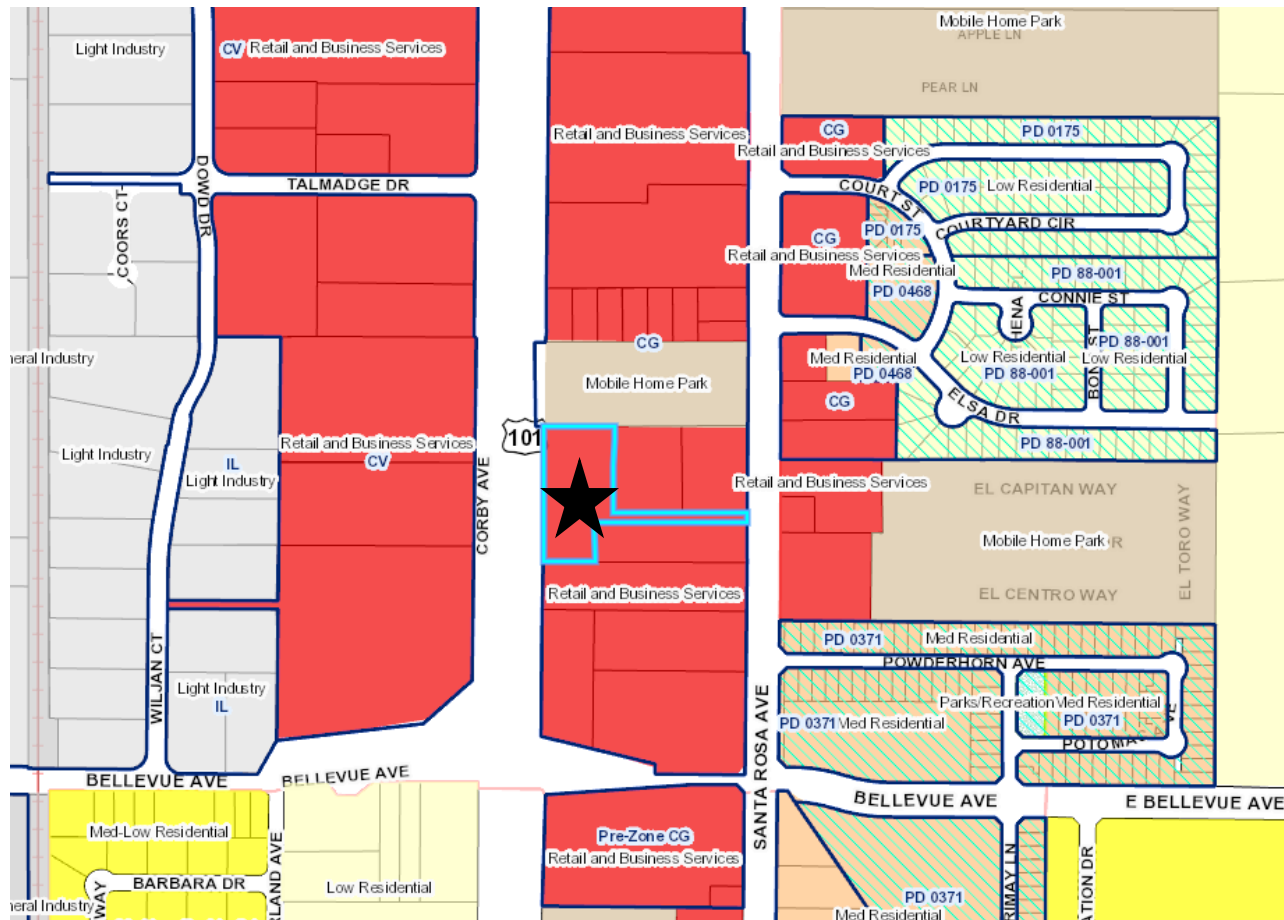 Mobile Home Park
APPLE LN
Light Industry
CV
Retail and Business Services
PEAR LN
Retail and Business Services
CG
PD 0175
Retail and Business Services
DOWD DR
TALMADGE DR
COURT ST
PD 0175
Low Residential
COORS CT
PD 0175
COURTYARD CIR
CG
Retail and Business Services
Med Residential
PD 88-001
PD 0468
CONNIE ST
CG
PD 88-001
Med Residential
Low Residential
Low Residential
PD 0468
PD 88-001
Mobile Home Park
CG
ELSA DR
101
Retail and Business Services
PD 88-001
Light Industry
CV
IL
Light Industry
CORBY AVE
Retail and Business Services
EL CAPITAN WAY
Mobile Home Park
EL TORO WAY
Retail and Business Services
EL CENTRO WAY
PD 0371
Med Residential
POWDERHORN AVE
WILJAN CT
Light Industry
IL
SANTA ROSA AVE
PD 0371
Med Residential
Parks/Recreation
Med Residential
PD 0371
BELLEVUE AVE
BELLEVUE AVE
BELLEVUE AVE
E BELLEVUE AVE
Med-Low Residential
Pre-Zone CG
Retail and Business Services
BARBARA DR
Low Residential
PD 0371
Med Residential